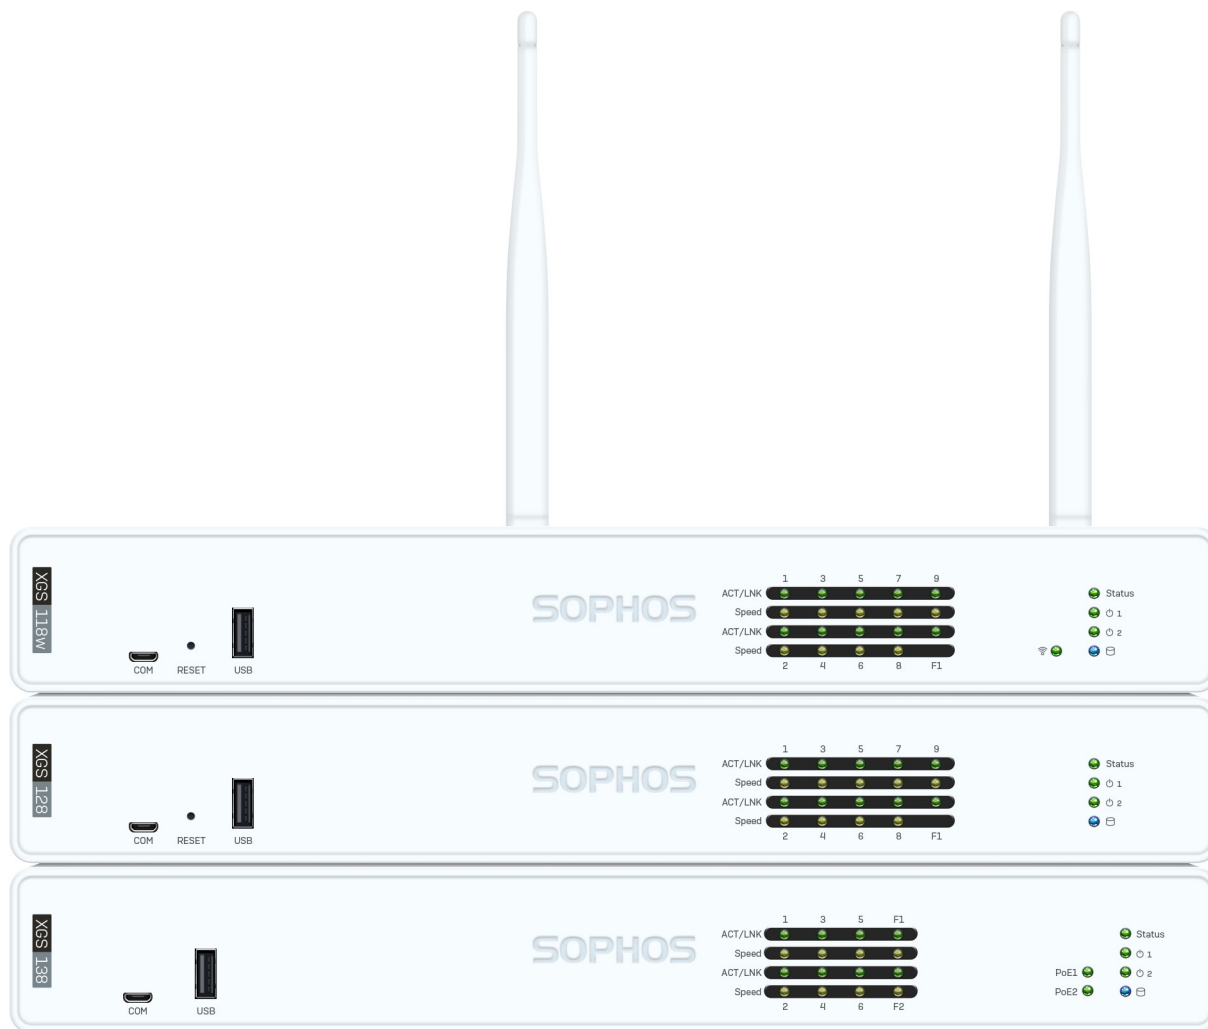 XGS 118w
COM
RESET
USB
SOPHOS
1 3 5 7 9
ACT/LNK
Speed
ACT/LNK
Speed
2 4 6 8 F1
Status
1
2
XGS 128
COM
RESET
USB
SOPHOS
1 3 5 7 9
ACT/LNK
Speed
ACT/LNK
Speed
2 4 6 8 F1
Status
1
2
XGS 138
COM
USB
SOPHOS
1 3 5 F1
ACT/LNK
Speed
ACT/LNK
Speed
2 4 6 F2
Status
1
PoE1 2
PoE2